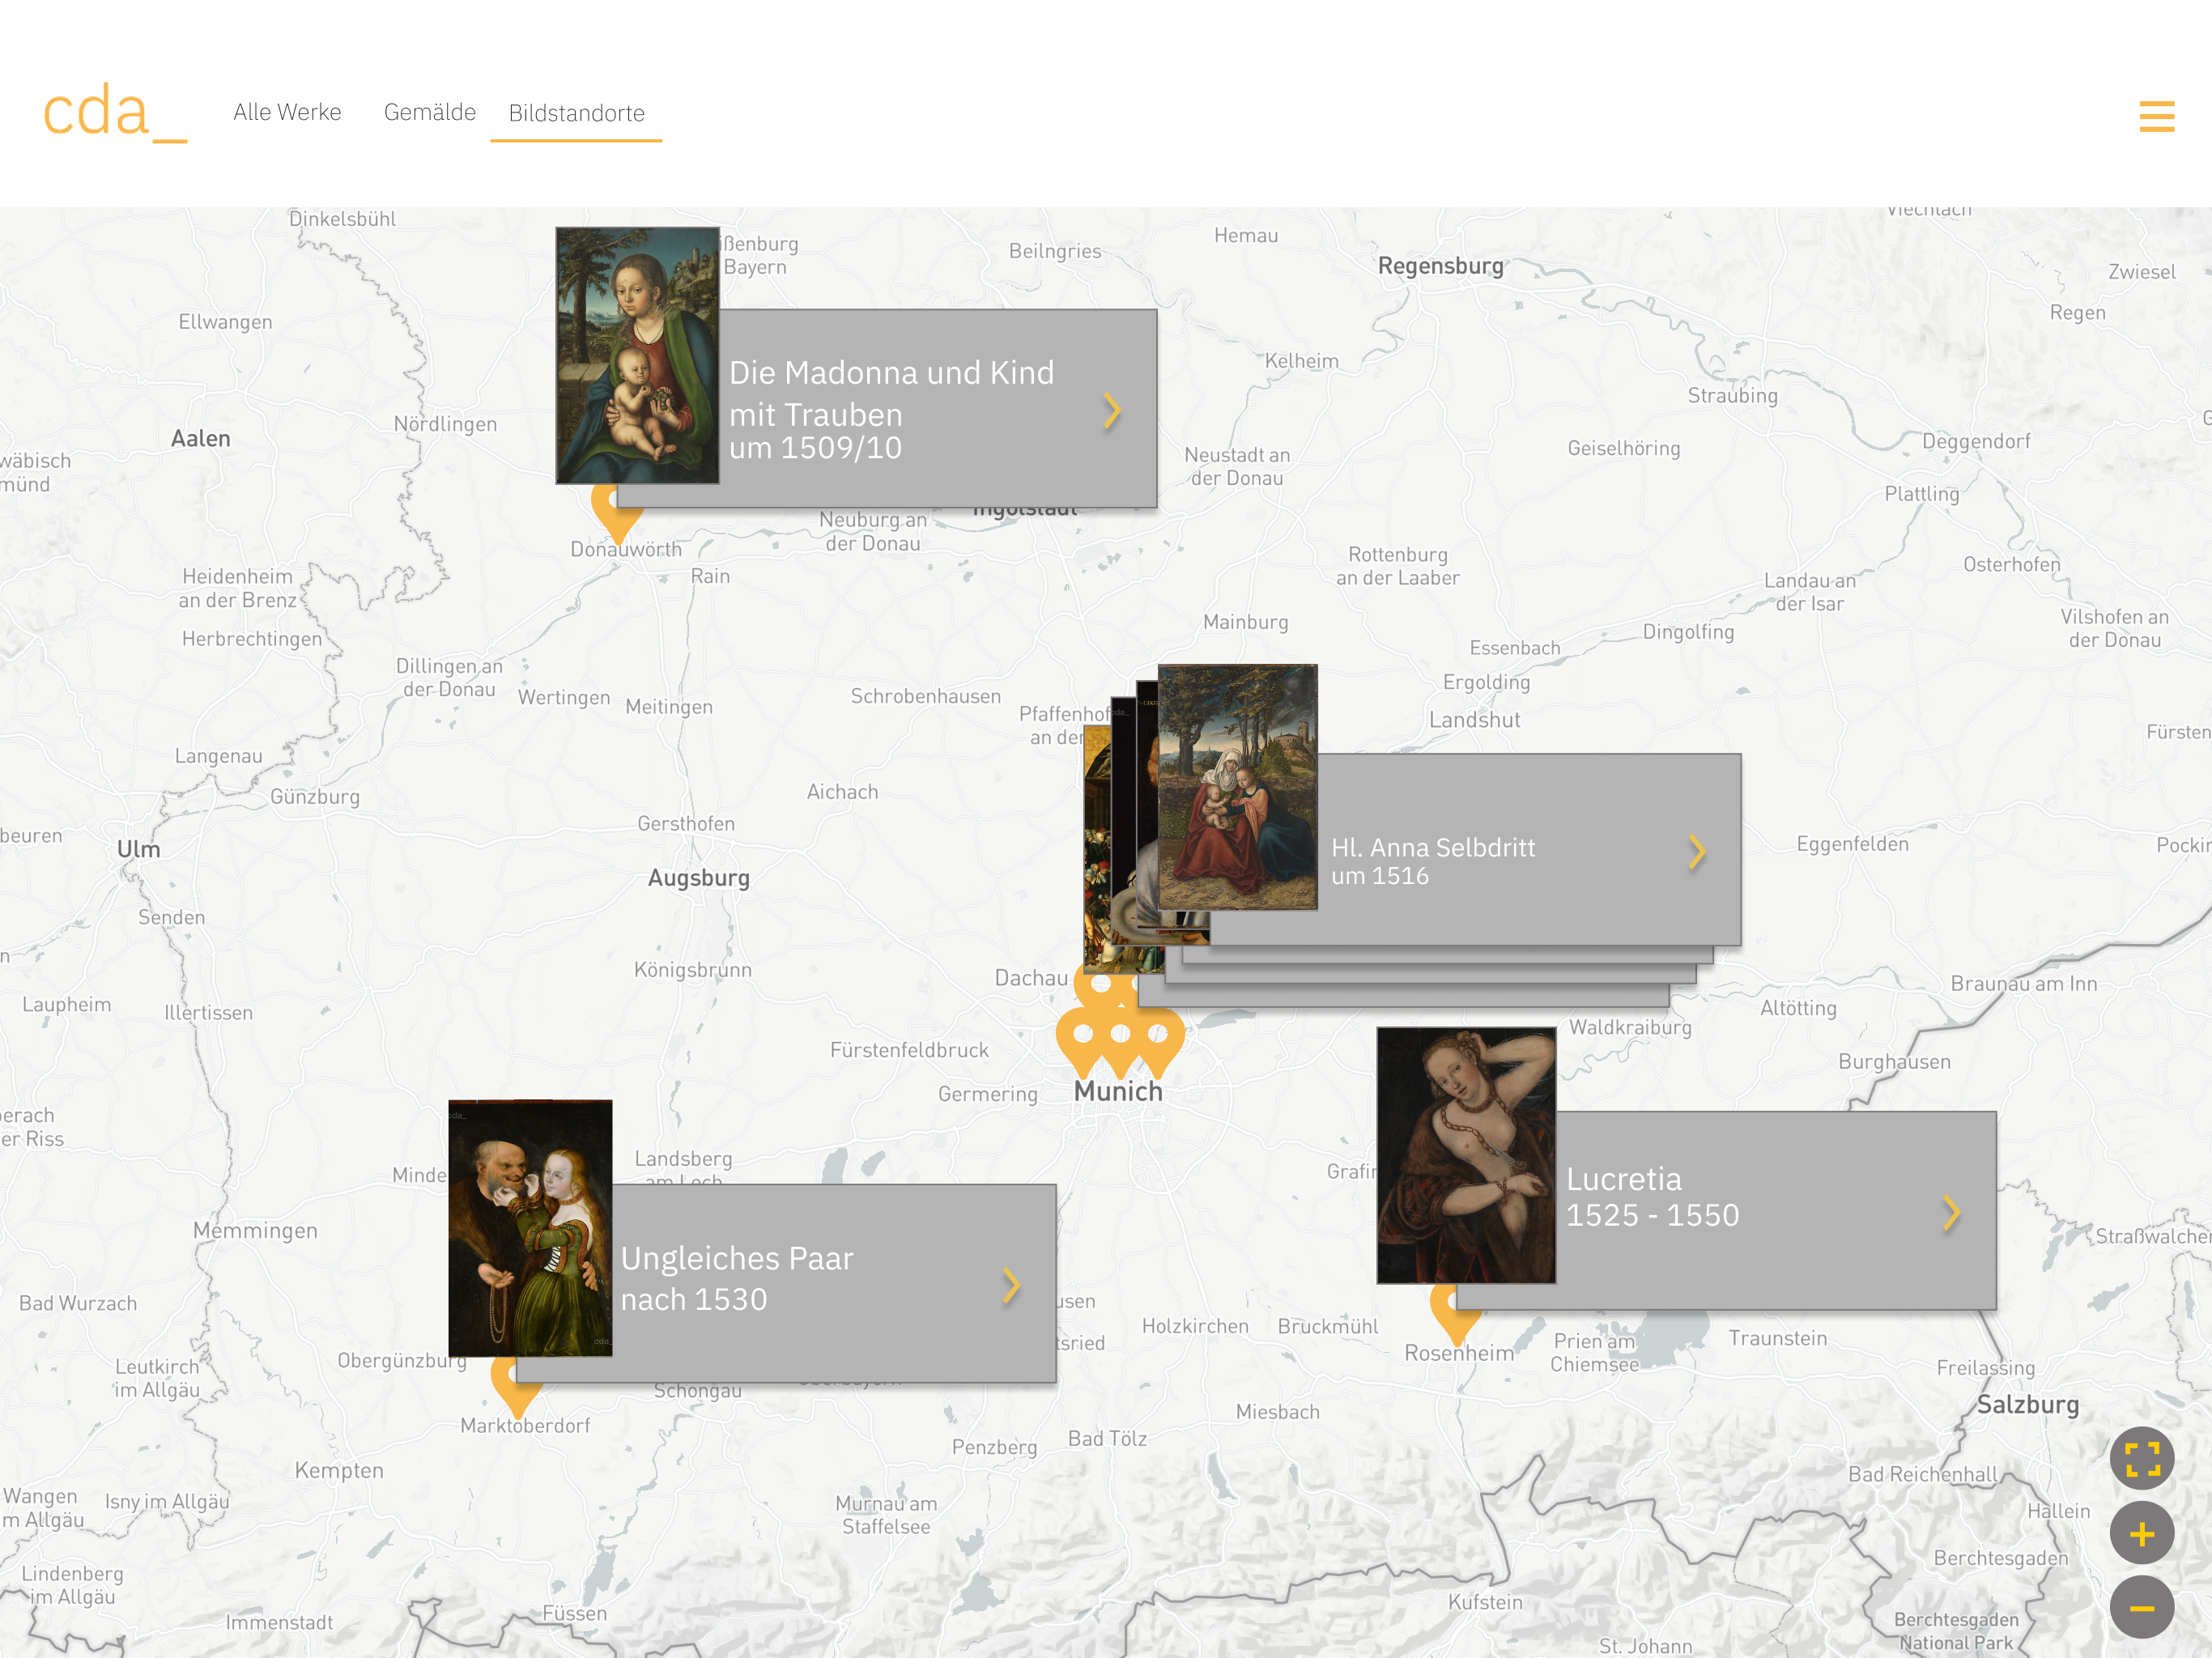 cda_
Alle Werke
Gemälde
Bildstandorte
Dinkelsbühl
ißenburg
Bayern
Beilngries
Hemau
Regensburg
Viechtach
Zwiesel
Regen
Ellwangen
Kelheim
Die Madonna und Kind
mit Trauben
um 1509/10
Straubing
Nördlingen
Aalen
Deggendorf
Geiselhöring
wäbisch
münd
Neustadt an
der Donau
Plattling
Ingolstadt
Neuburg an
der Donau
Donauwörth
Rain
Rottenburg
an der Laaber
Osterhofen
Heidenheim
an der Brenz
Landau an
der Isar
Herbrechtingen
Mainburg
Vilshofen an
der Donau
Dingolfing
Essenbach
Dillingen an
der Donau
Wertingen
Meitingen
Schrobenhausen
Ergolding
Pfaffenhof
an der
cda_
Landshut
Fürsten
Langenau
Günzburg
Aichach
Gersthofen
beuren
Ulm
Hl. Anna Selbdritt
um 1516
Eggenfelden
Pockin
Augsburg
Senden
n
Königsbrunn
Dachau
Braunau am Inn
Laupheim
Illertissen
Altötting
Waldkraiburg
Fürstenfeldbruck
Burghausen
Germering
Munich
erach
er Riss
cda_
Landsberg
am Lech
Minde
Grafin
Lucretia
1525 - 1550
Memmingen
Straßwalchen
Ungleiches Paar
nach 1530
Bad Wurzach
usen
Holzkirchen
Bruckmühl
tsried
cda_
Rosenheim
Prien am
Chiemsee
Traunstein
Obergünzburg
Leutkirch
im Allgäu
Freilassing
Oberbayern
Schongau
Salzburg
Marktoberdorf
Miesbach
Bad Tölz
Penzberg
Kempten
Bad Reichenhall
Wangen
m Allgäu
Isny im Allgäu
Murnau am
Staffelsee
Hallein
Berchtesgaden
Lindenberg
im Allgäu
Füssen
Immenstadt
Kufstein
Berchtesgaden
National Park
St. Johann